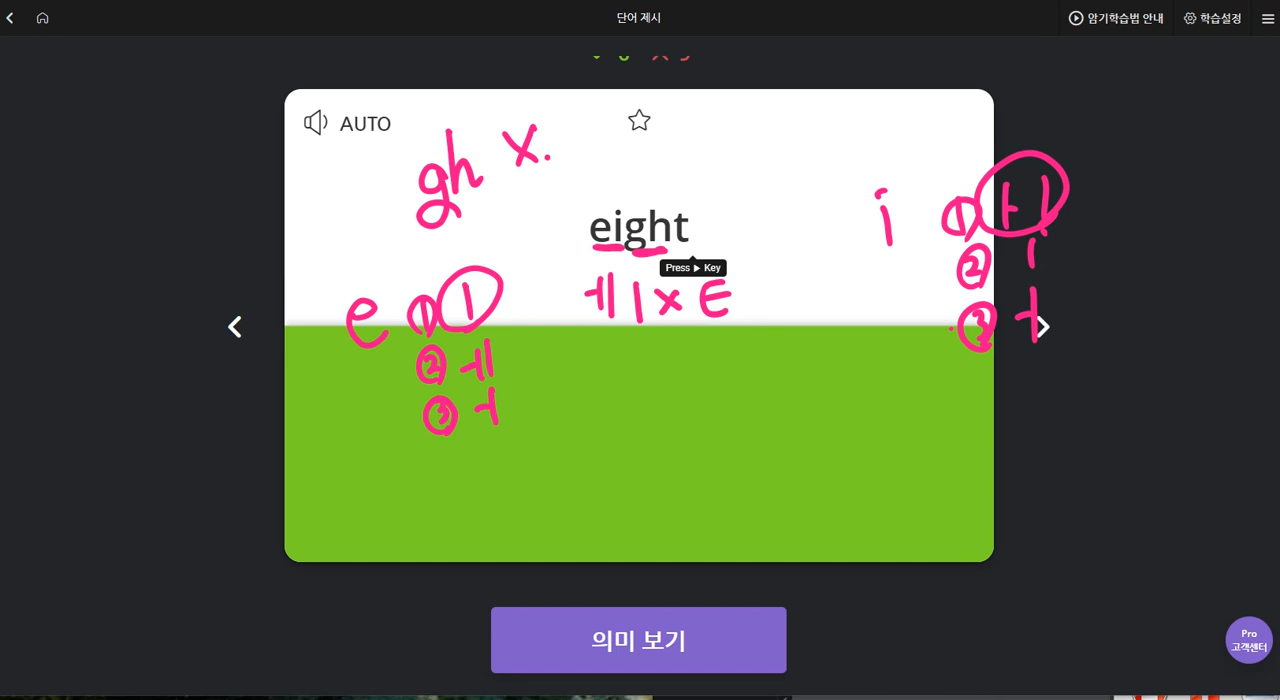 단어 제시
암기학습법 안내
학습설정
AUTO
gh x.
eight
Press ▶ Key
ㅔ ㅣ x ㅌ
i ① ㅏㅣ
② ㅣ
③ ㅓ
e ① ㅣ
② ㅔ
③ ㅓ
의미 보기
Pro
고객센터